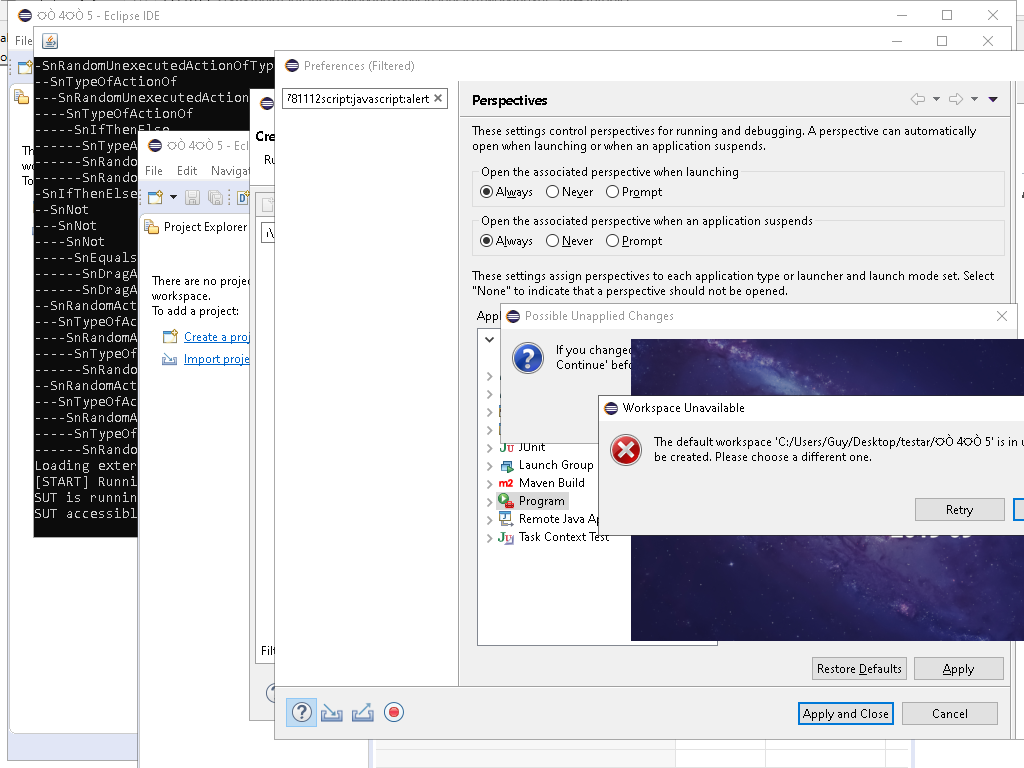 ѺÒ 4ѺÒ 5 - Eclipse IDE
File
-SnRandomUnexecutedActionOfTyp
--SnTypeOfActionOf
---SnRandomUnexecutedAction
----SnTypeOfActionOf
-----SnIfThenElse
------SnTypeA
------SnRando
------SnRando
-SnIfThenElse
--SnNot
---SnNot
----SnNot
-----SnEquals
------SnDragA
------SnDragA
--SnRandomAct
---SnTypeOfAc
----SnRandomA
-----SnTypeOf
------SnRando
--SnRandomAct
---SnTypeOfAc
----SnRandomA
-----SnTypeOf
------SnRando
Loading exter
[START] Runni
SUT is runnin
SUT accessibl
ѺÒ 4ѺÒ 5 - Ecl
File Edit Navigat
Project Explorer
There are no proje
workspace.
To add a project:
Create a proj
Import proje
Cre
Ru
Filt
Preferences (Filtered)
781112script:javascript:alert
Perspectives
These settings control perspectives for running and debugging. A perspective can automatically
open when launching or when an application suspends.
Open the associated perspective when launching
Always Never Prompt
Open the associated perspective when an application suspends
Always Never Prompt
These settings assign perspectives to each application type or launcher and launch mode set. Select
"None" to indicate that a perspective should not be opened.
Appl
JUnit
Launch Group
Maven Build
Program
Remote Java Ap
Task Context Test
Restore Defaults
Apply
Apply and Close
Cancel
Possible Unapplied Changes
If you changed
Continue' befo
Workspace Unavailable
The default workspace 'C:/Users/Guy/Desktop/testar/ѺÒ 4ѺÒ 5' is in u
be created. Please choose a different one.
Retry